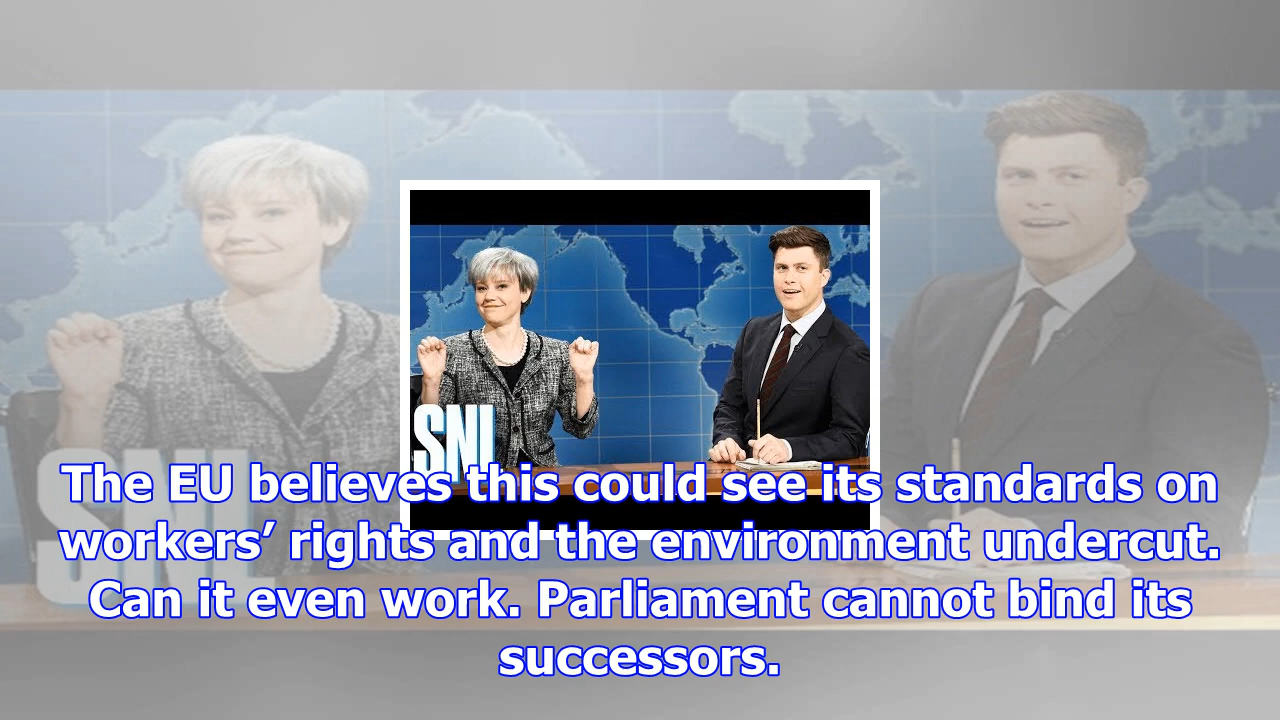 SNL
The EU believes this could see its standards on
workers’ rights and the environment undercut.
Can it even work. Parliament cannot bind its
successors.